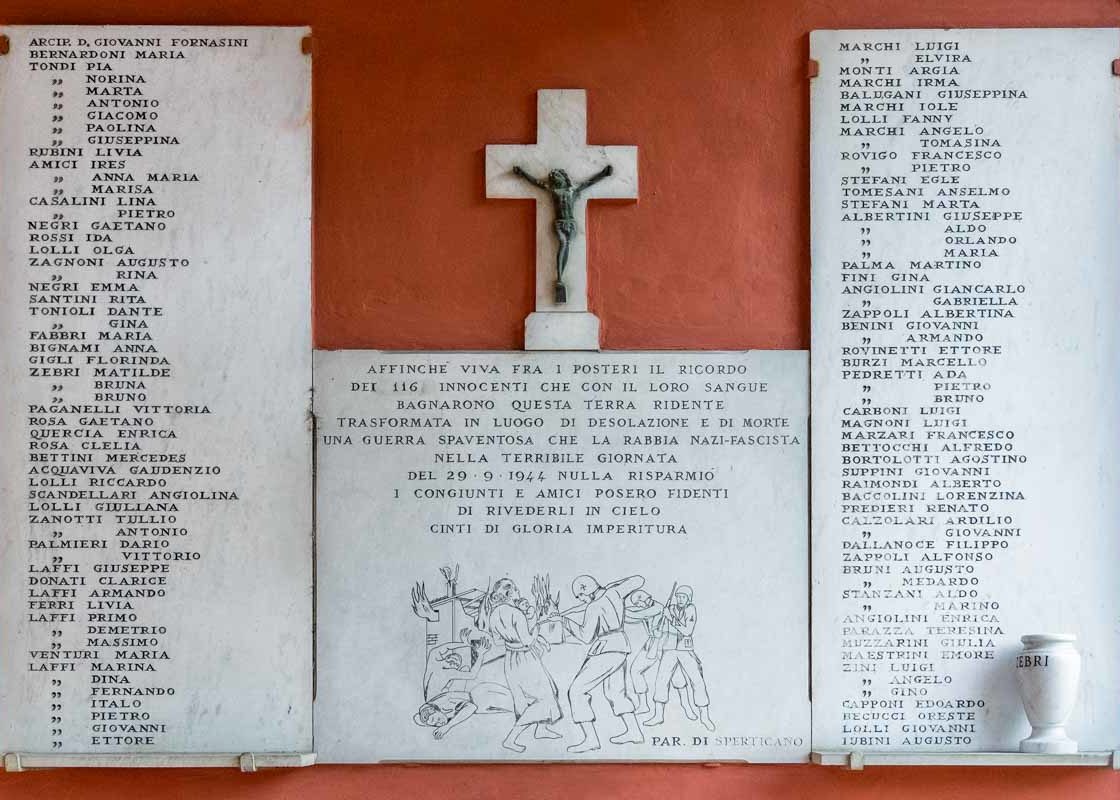 ARCIP. D. GIOVANNI FORNASINI
BERNARDONI MARIA
TONDI PIA
„ NORINA
„ MARTA
„ ANTONIO
„ GIACOMO
„ PAOLINA
„ GIUSEPPINA
RUBINI LIVIA
AMICI IRES
„ ANNA MARIA
„ MARISA
CASALINI LINA
„ PIETRO
NEGRI GAETANO
ROSSI IDA
LOLLI OLGA
ZAGNONI AUGUSTO
„ RINA
NEGRI EMMA
SANTINI RITA
TONIOLI DANTE
„ GINA
FABBRI MARIA
BIGNAMI ANNA
GIGLI FLORINDA
ZEBRI MATILDE
„ BRUNA
„ BRUNO
PAGANELLI VITTORIA
ROSA GAETANO
QUERCIA ENRICA
ROSA CLELIA
BETTINI MERCEDES
ACQUAVIVA GAUDENZIO
LOLLI RICCARDO
SCANDELLARI ANGIOLINA
LOLLI GIULIANA
ZANOTTI TULLIO
„ ANTONIO
PALMIERI DARIO
„ VITTORIO
LAFFI GIUSEPPE
DONATI CLARICE
LAFFI ARMANDO
FERRI LIVIA
LAFFI PRIMO
„ DEMETRIO
„ MASSIMO
VENTURI MARIA
LAFFI MARINA
„ DINA
„ FERNANDO
„ ITALO
„ PIETRO
„ GIOVANNI
„ ETTORE
AFFINCHÈ VIVA FRA I POSTERI IL RICORDO
DEI 116 INNOCENTI CHE CON IL LORO SANGUE
BAGNARONO QUESTA TERRA RIDENTE
TRASFORMATA IN LUOGO DI DESOLAZIONE E DI MORTE
UNA GUERRA SPAVENTOSA CHE LA RABBIA NAZI-FASCISTA
NELLA TERRIBILE GIORNATA
DEL 29·9·1944 NULLA RISPARMIÒ
I CONGIUNTI E AMICI POSERO FIDENTI
DI RIVEDERLI IN CIELO
CINTI DI GLORIA IMPERITURA
PAR. DI SPERTICANO
MARCHI LUIGI
„ ELVIRA
MONTI ARGIA
MARCHI IRMA
BALUGANI GIUSEPPINA
MARCHI IOLE
LOLLI FANNY
MARCHI ANGELO
„ TOMASINA
ROVIGO FRANCESCO
„ PIETRO
STEFANI EGLE
TOMESANI ANSELMO
STEFANI MARTA
ALBERTINI GIUSEPPE
„ ALDO
„ ORLANDO
„ MARIA
PALMA MARTINO
FINI GINA
ANGIOLINI GIANCARLO
„ GABRIELLA
ZAPPOLI ALBERTINA
BENINI GIOVANNI
„ ARMANDO
ROVINETTI ETTORE
BURZI MARCELLO
PEDRETTI ADA
„ PIETRO
„ BRUNO
CARBONI LUIGI
MAGNONI LUIGI
MARZARI FRANCESCO
BETTOCCHI ALFREDO
BORTOLOTTI AGOSTINO
SUPPINI GIOVANNI
RAIMONDI ALBERTO
BACCOLINI LORENZINA
PREDIERI RENATO
CALZOLARI ARDILIO
„ GIOVANNI
DALLANOCE FILIPPO
ZAPPOLI ALFONSO
BRUNI AUGUSTO
„ MEDARDO
STANZANI ALDO
„ MARINO
ANGIOLINI ENRICA
PARAZZA TERESINA
MUZZARINI GIULIA
MAESTRINI EMORE
ZINI LUIGI
„ ANGELO
„ GINO
CAPPONI EDOARDO
BECUCCI ORESTE
LOLLI GIOVANNI
IUBINI AUGUSTO
ZEBRI